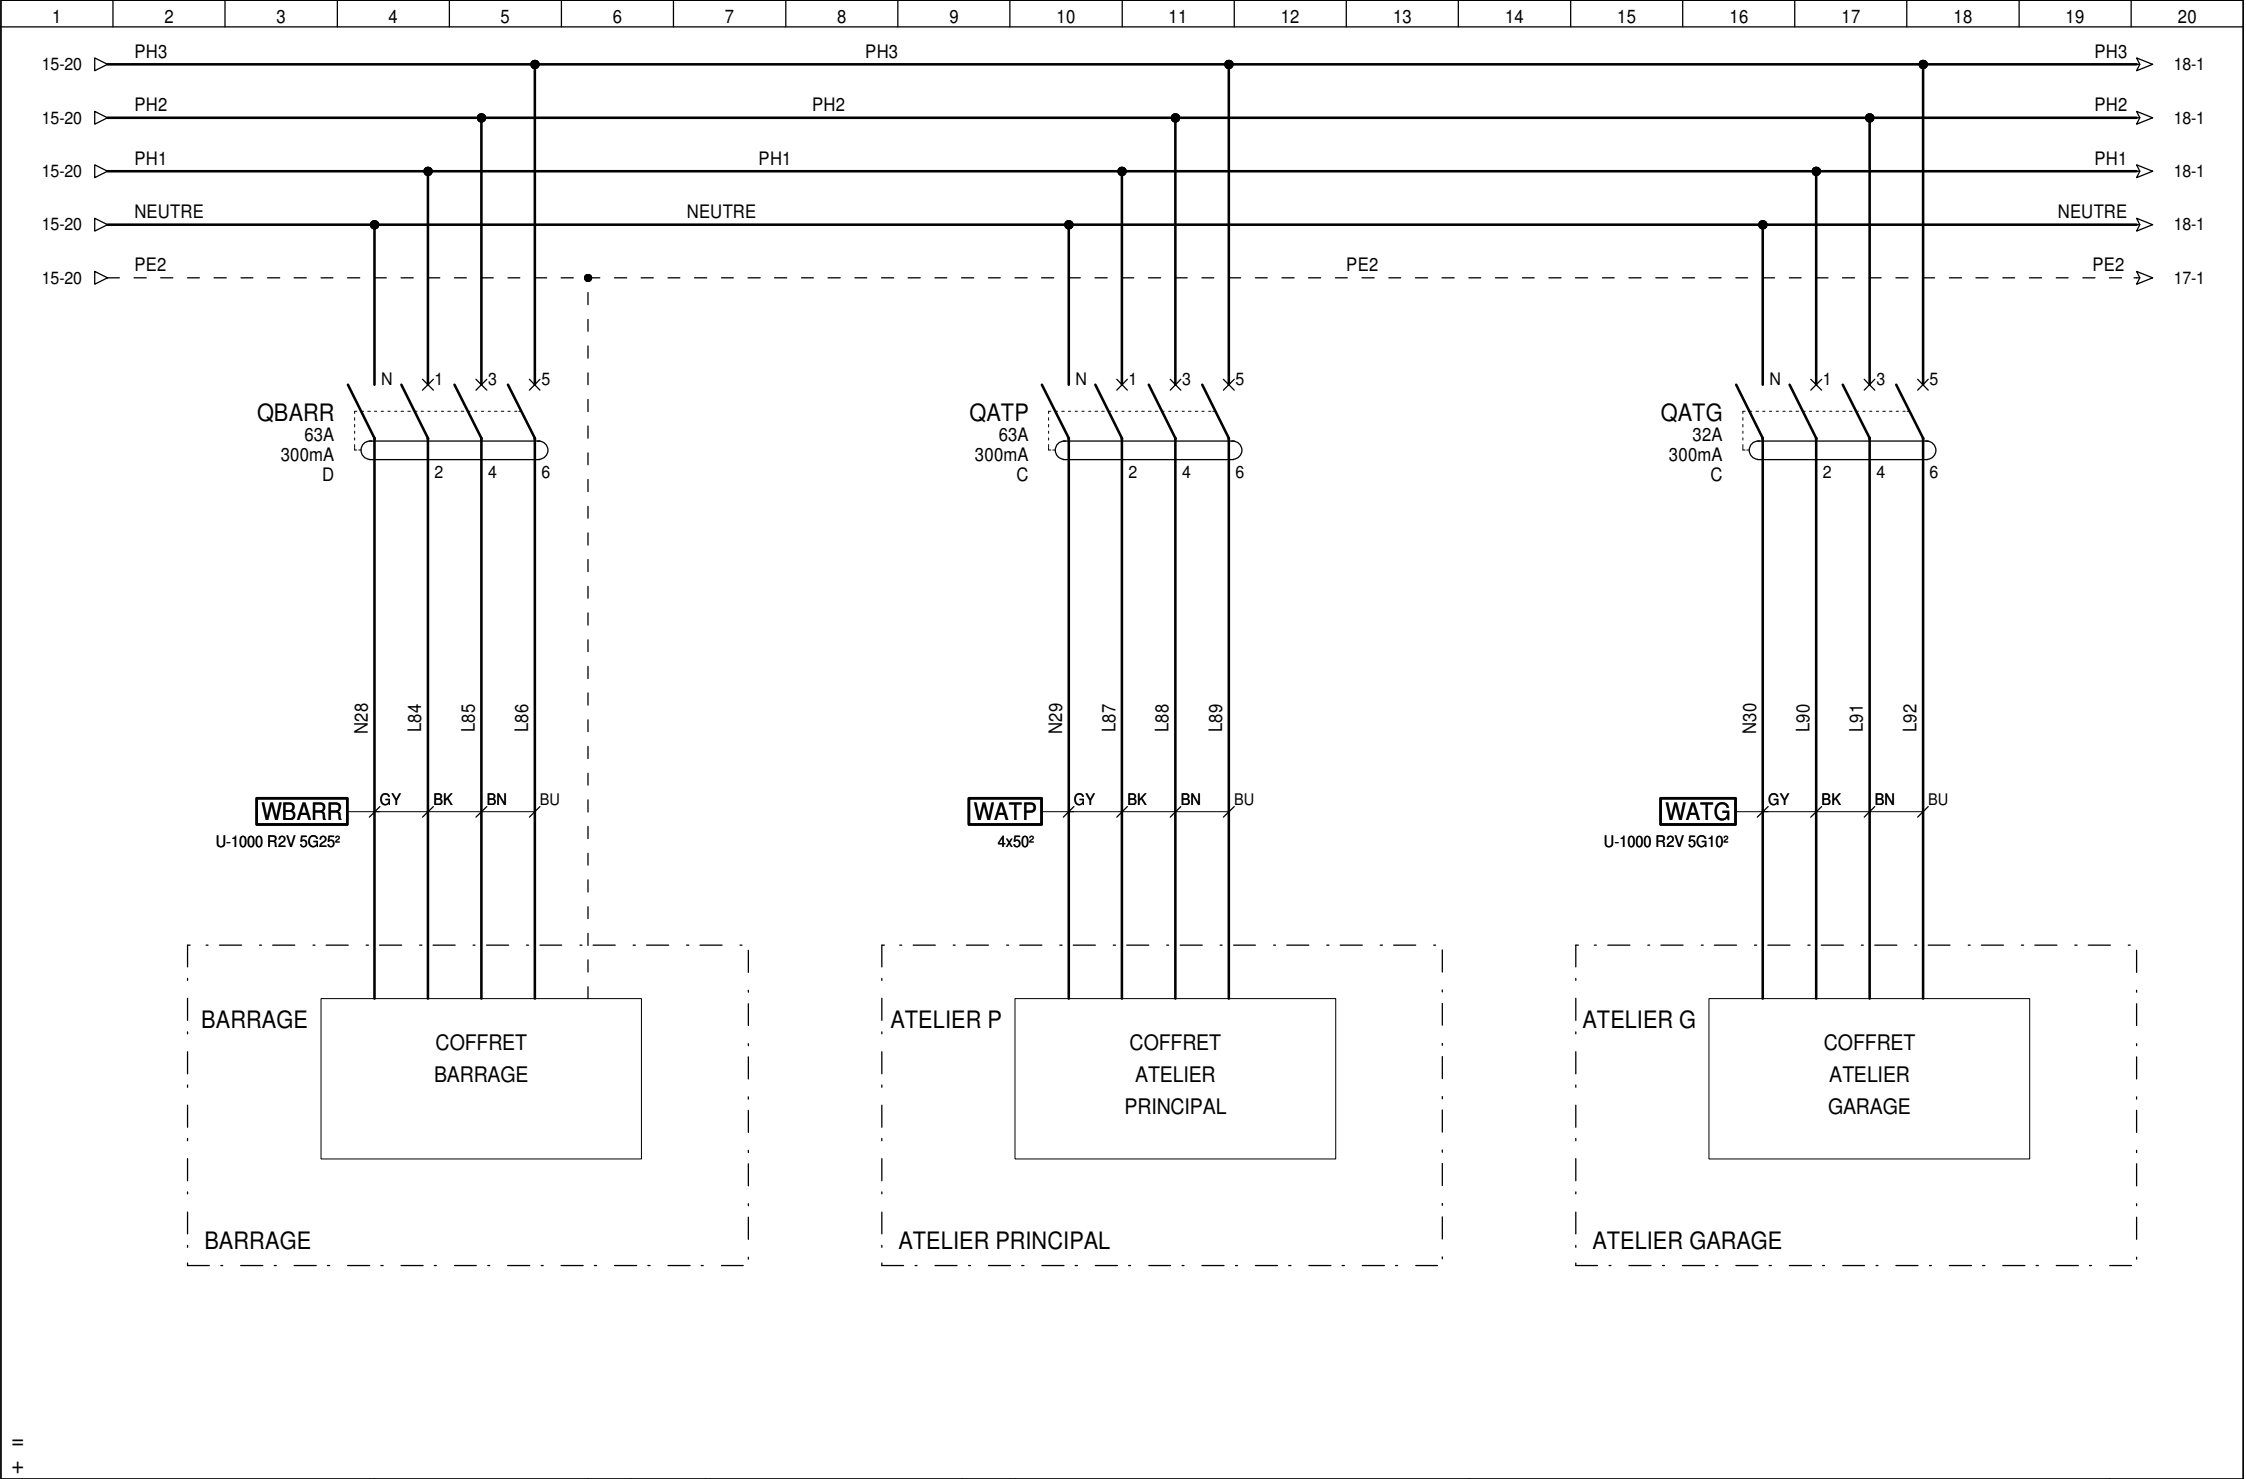 1 2 3 4 5 6 7 8 9 10 11 12 13 14 15 16 17 18 19 20
15-20 PH3 PH3 PH3 18-1
15-20 PH2 PH2 PH2 18-1
15-20 PH1 PH1 PH1 18-1
15-20 NEUTRE NEUTRE NEUTRE 18-1
15-20 PE2 PE2 PE2 17-1
N 1 3 5 N 1 3 5 N 1 3 5
QBARR QATP QATG
63A 63A 32A
300mA 300mA 300mA
D 2 4 6 C 2 4 6 C 2 4 6
N28 L84 L85 L86 N29 L87 L88 L89 N30 L90 L91 L92
GY BK BN BU GY BK BN BU GY BK BN BU
WBARR WATP WATG
U-1000 R2V 5G25² 4x50² U-1000 R2V 5G10²
BARRAGE ATELIER P ATELIER G
COFFRET COFFRET COFFRET
BARRAGE ATELIER ATELIER
PRINCIPAL GARAGE
BARRAGE ATELIER PRINCIPAL ATELIER GARAGE
=
+